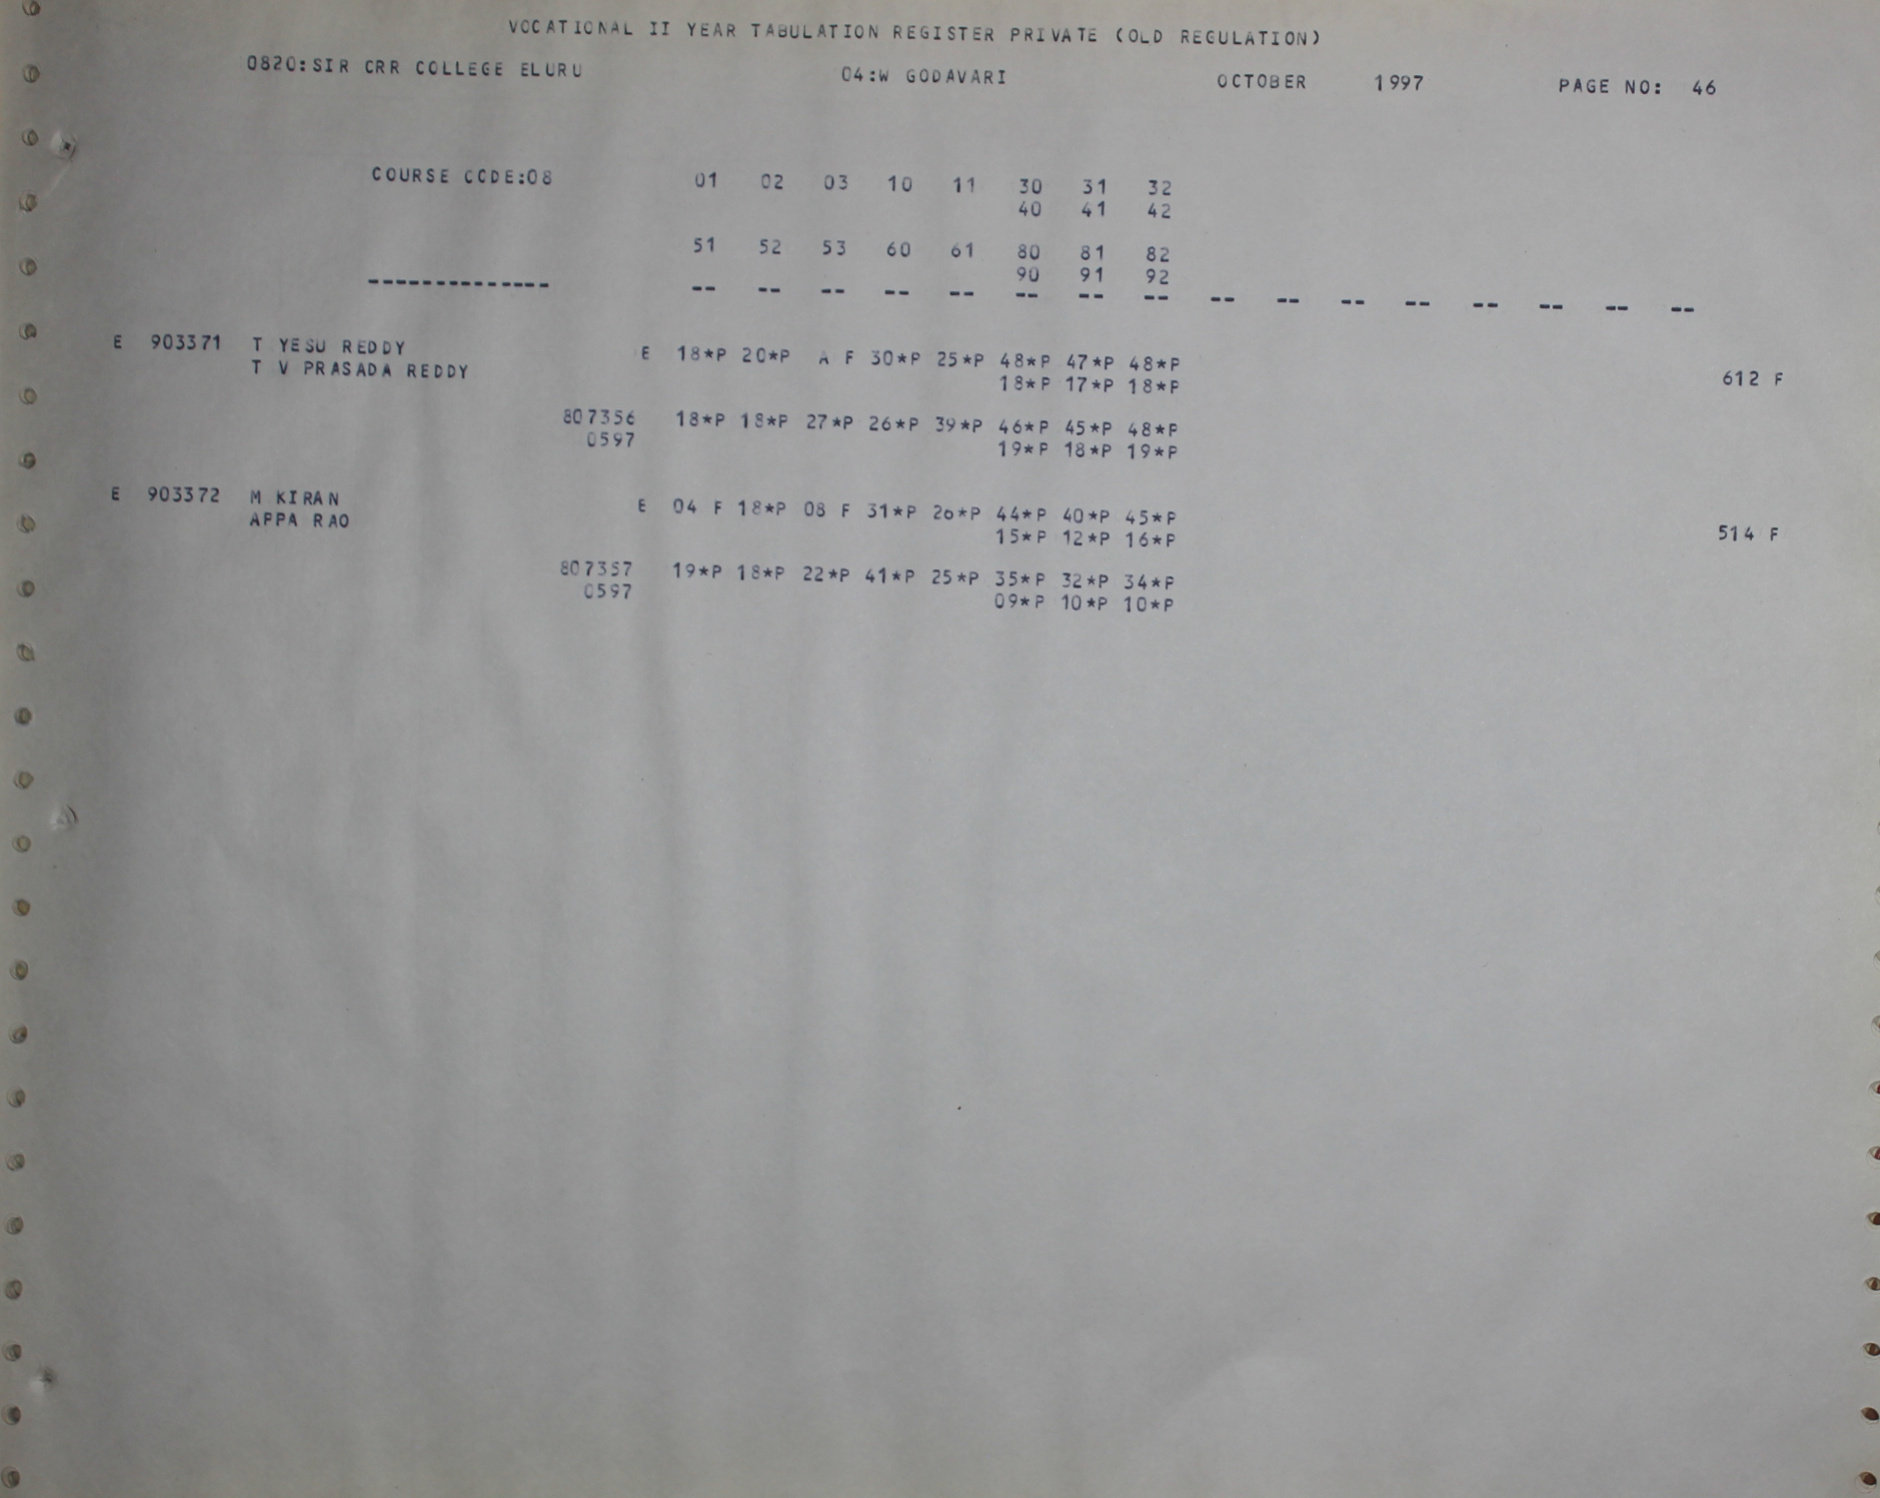 VOCATIONAL II YEAR TABULATION REGISTER PRIVATE (OLD REGULATION)
0820:SIR CRR COLLEGE ELURU 04:W GODAVARI OCTOBER 1997 PAGE NO: 46
COURSE CODE:08 01 02 03 10 11 30 31 32
40 41 42
51 52 53 60 61 80 81 82
90 91 92
-------------- -- -- -- -- -- -- -- -- -- -- -- -- -- -- -- --
E 903371 T YESU REDDY E 18*P 20*P A F 30*P 25*P 48*P 47*P 48*P
T V PRASADA REDDY 18*P 17*P 18*P 612 F
807356 18*P 18*P 27*P 26*P 39*P 46*P 45*P 48*P
0597 19*P 18*P 19*P
E 903372 M KIRAN E 04 F 18*P 08 F 31*P 26*P 44*P 40*P 45*P
APPA RAO 15*P 12*P 16*P 514 F
807357 19*P 18*P 22*P 41*P 25*P 35*P 32*P 34*P
0597 09*P 10*P 10*P